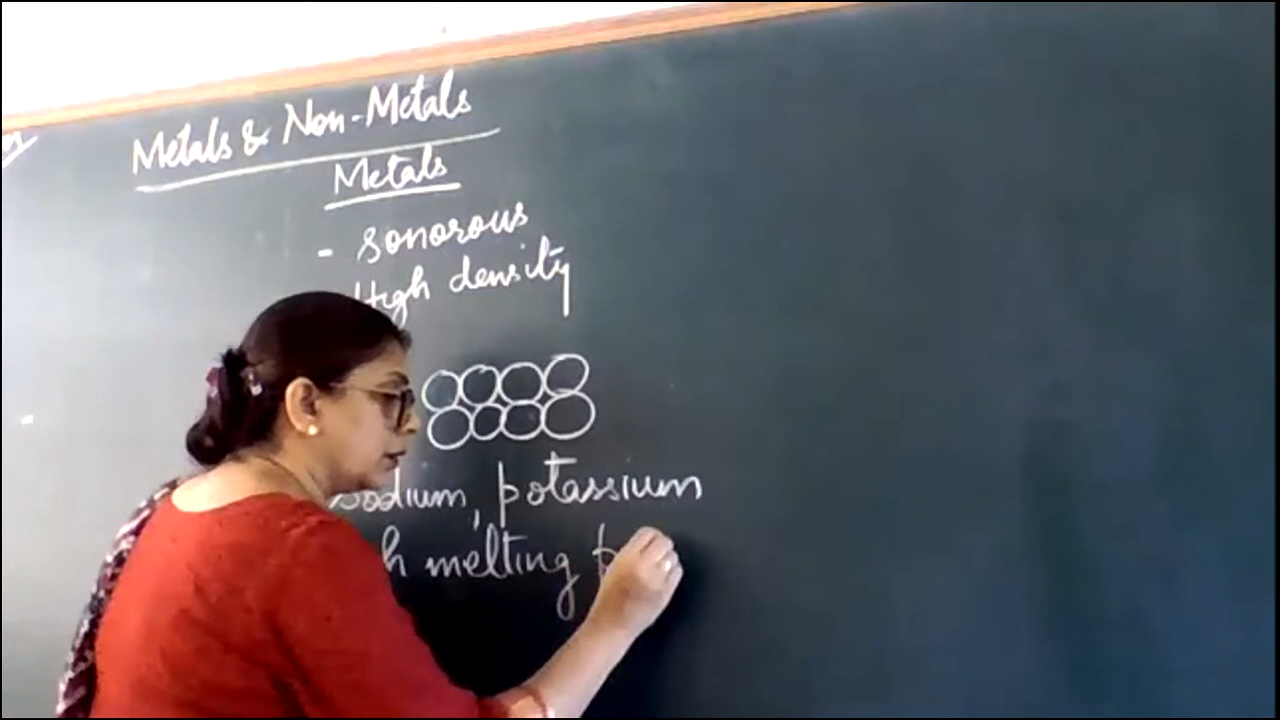 Metals & Non-Metals
Metals
- sonorous
High density
sodium, potassium
melting